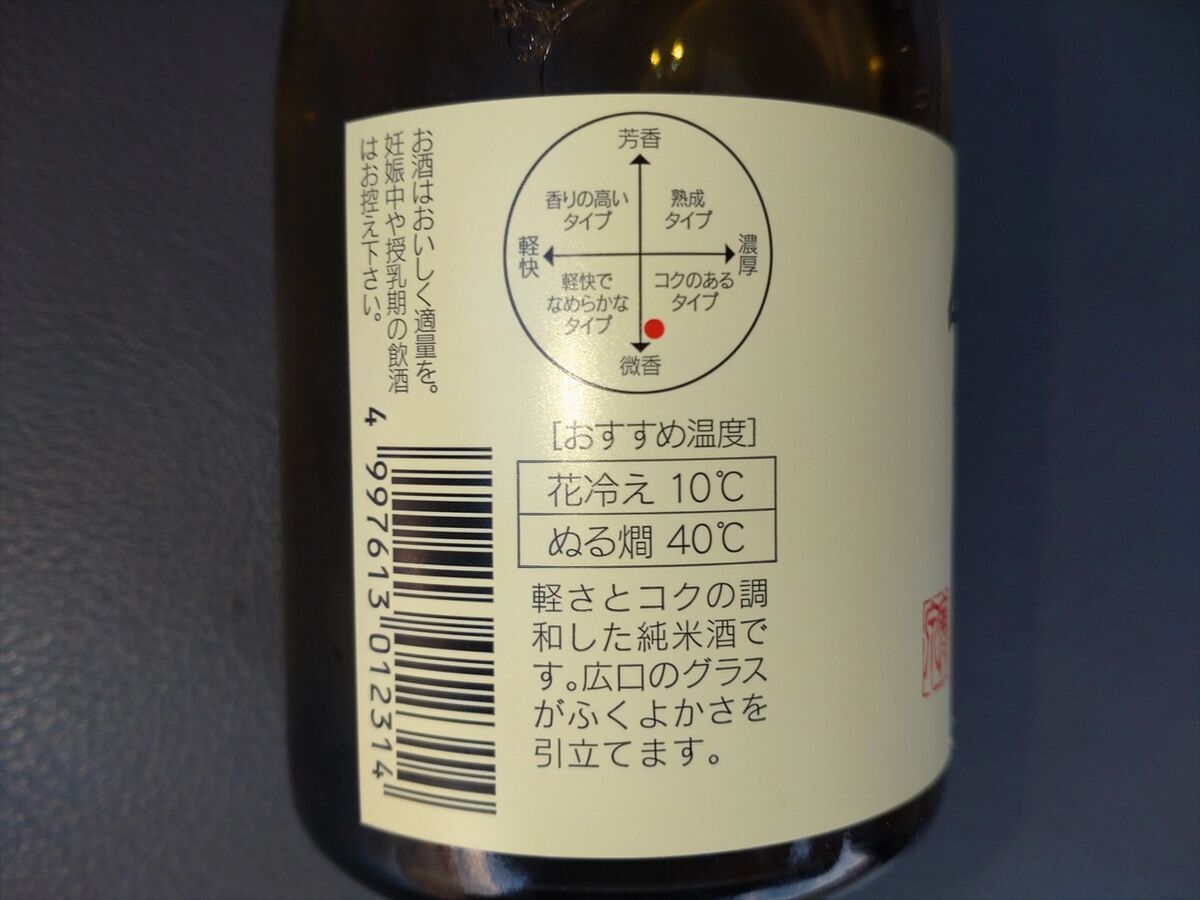 お酒はおいしく適量を。
妊娠中や授乳期の飲酒
はお控え下さい。
芳香
香りの高い
タイプ
熟成
タイプ
軽快
濃厚
軽快で
なめらかな
タイプ
コクのある
タイプ
微香
[おすすめ温度]
花冷え 10℃
ぬる燗 40℃
軽さとコクの調
和した純米酒で
す。広口のグラス
がふくよかさを
引立てます。
4 997613 012314